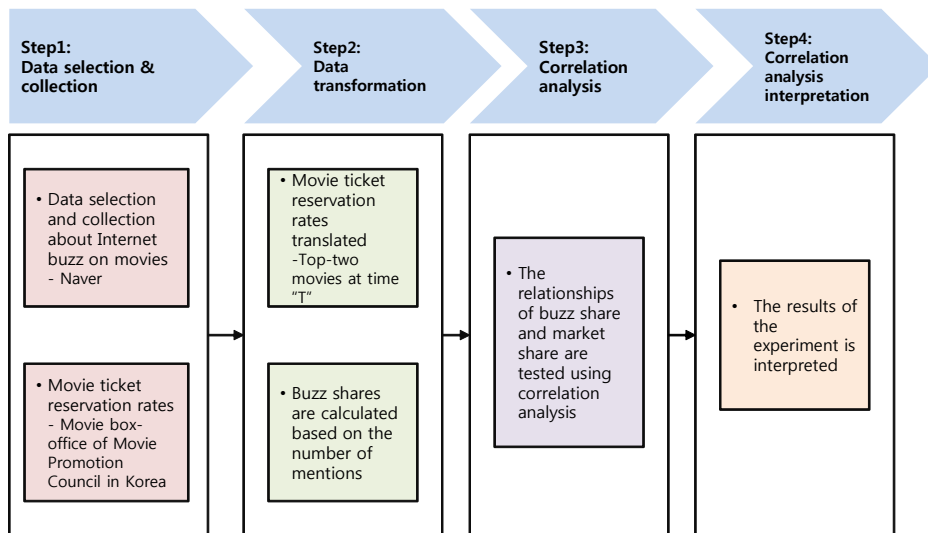 Step1:
Data selection &
collection
Step2:
Data
transformation
Step3:
Correlation
analysis
Step4:
Correlation
analysis
interpretation
• Data selection
and collection
about Internet
buzz on movies
- Naver
• Movie ticket
reservation rates
- Movie box-
office of Movie
Promotion
Council in Korea
• Movie ticket
reservation
rates
translated
-Top-two
movies at time
"T"
• Buzz shares
are calculated
based on the
number of
mentions
• The
relationships
of buzz share
and market
share are
tested using
correlation
analysis
• The results of
the
experiment is
interpreted